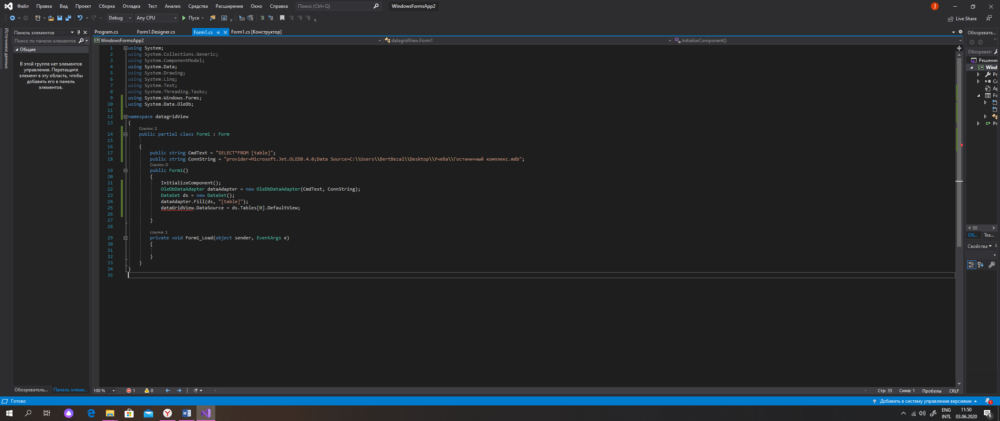 Файл Правка Вид Проект Сборка Отладка Тест Анализ Средства Расширения Окно Справка Поиск (Ctrl+Q) WindowsFormsApp2 J
Debug Any CPU Пуск Live Share
Источники данных
Панель элементов
Поиск по панели элементов
Общие
В этой группе нет элементов
управления. Перетащите
элемент в эту область, чтобы
добавить его в панель
элементов.
Обозреватель... Панель элеме...
Program.cs Form1.Designer.cs Form1.cs Form1.cs [Конструктор]
WindowsFormsApp2 datagridView.Form1 InitializeComponent()
1 using System;
2 using System.Collections.Generic;
3 using System.ComponentModel;
4 using System.Data;
5 using System.Drawing;
6 using System.Linq;
7 using System.Text;
8 using System.Threading.Tasks;
9 using System.Windows.Forms;
10 using System.Data.OleDb;
11
12 namespace datagridView
13 {
Ссылок: 2
14 public partial class Form1 : Form
15
16 {
17 public string CmdText = "SELECT*FROM [table]";
18 public string ConnString = "provider=Microsoft.Jet.OLEDB.4.0;Data Source=C:\\Users\\BertBezal\\Desktop\\Учеба\\Гостиничный комплекс.mdb";
Ссылок: 0
19 public Form1()
20 {
21 InitializeComponent();
22 OleDbDataAdapter dataAdapter = new OleDbDataAdapter(CmdText, ConnString);
23 DataSet ds = new DataSet();
24 dataAdapter.Fill(ds, "[table]");
25 dataGridView.DataSource = ds.Tables[0].DefaultView;
26
27 }
28
ссылка: 1
29 private void Form1_Load(object sender, EventArgs e)
30 {
31
32 }
33 }
34 }
35
100 % 1 0 Стр: 35 Симв: 1 Пробелы CRLF
Обозревате...
Обозреват
Решение
C# Wind
Pr
Сс
Ap
Fo
C# Pr
Об... Tea...
Свойства
Готово Добавить в систему управления версиями 1
ENG
INTL
11:50
03.06.2020
6